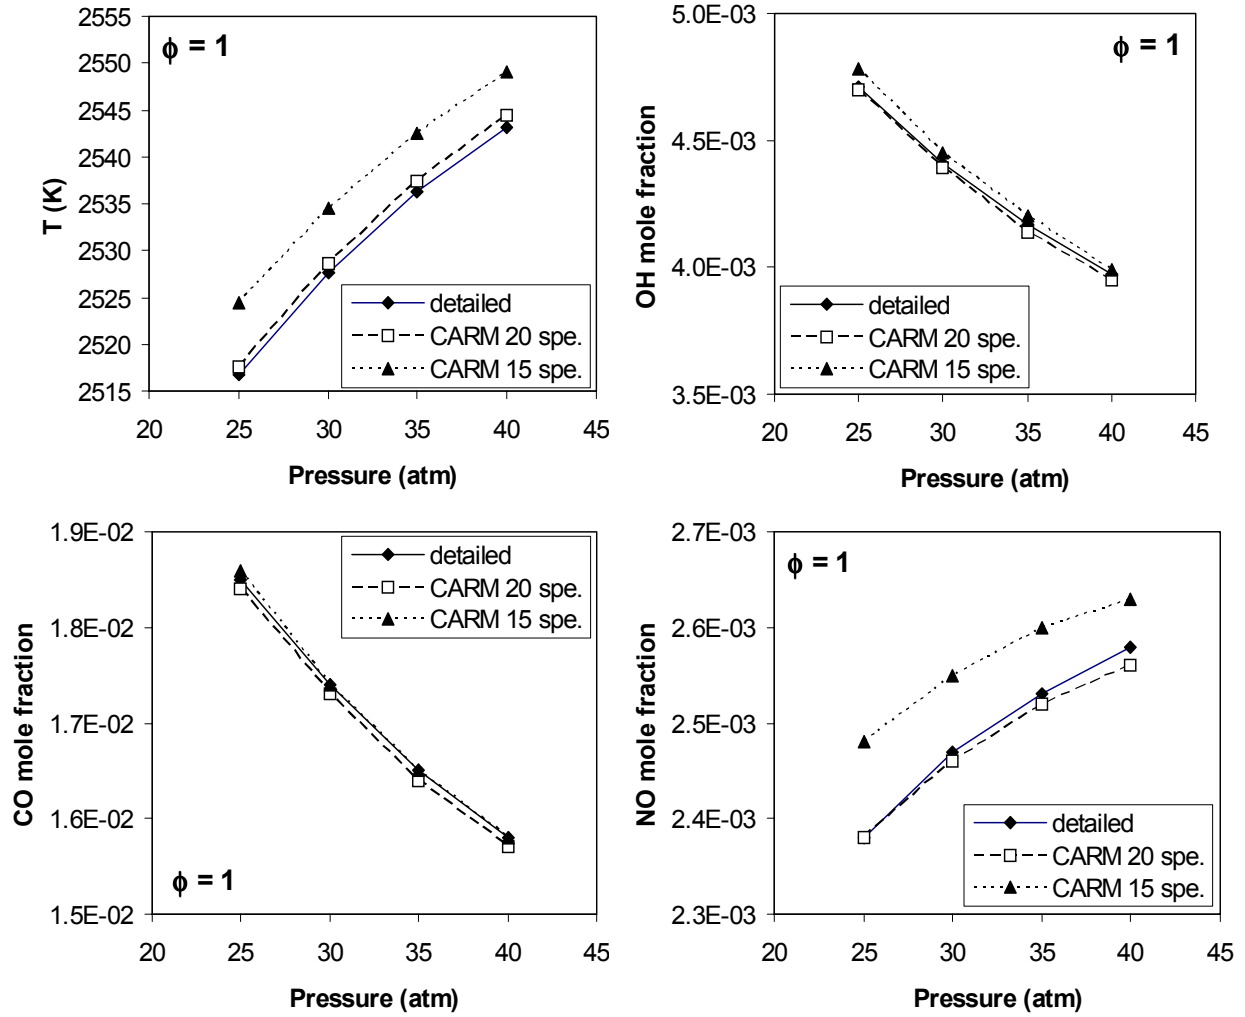 2555
2550
2545
2540
2535
2530
2525
2520
2515
T (K)
ϕ = 1
detailed
CARM 20 spe.
CARM 15 spe.
20 25 30 35 40 45
Pressure (atm)
5.0E-03
4.5E-03
4.0E-03
3.5E-03
OH mole fraction
ϕ = 1
detailed
CARM 20 spe.
CARM 15 spe.
20 25 30 35 40 45
Pressure (atm)
1.9E-02
1.8E-02
1.7E-02
1.6E-02
1.5E-02
CO mole fraction
detailed
CARM 20 spe.
CARM 15 spe.
ϕ = 1
20 25 30 35 40 45
Pressure (atm)
2.7E-03
2.6E-03
2.5E-03
2.4E-03
2.3E-03
NO mole fraction
ϕ = 1
detailed
CARM 20 spe.
CARM 15 spe.
20 25 30 35 40 45
Pressure (atm)